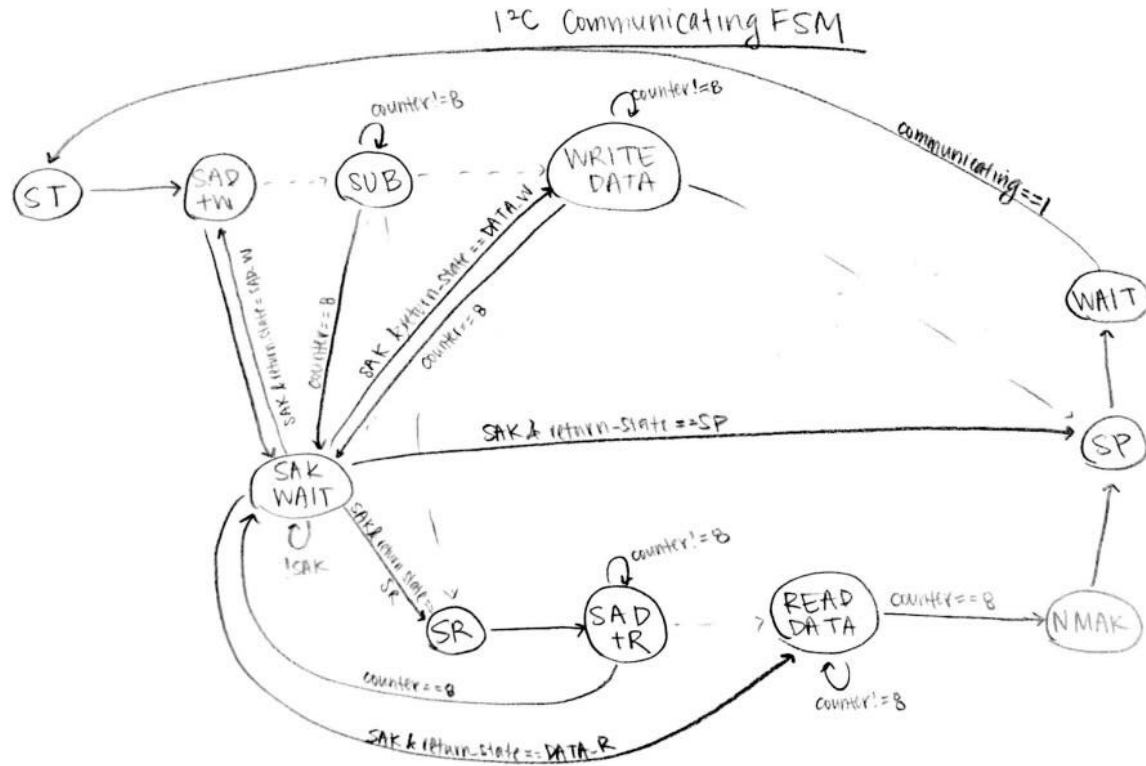 I²C Communicating FSM
counter!=8
counter!=8
communicating==1
ST
SAD
+W
SUB
WRITE
DATA
WAIT
SAK & return_state=SAD_W
counter==8
SAK & return_state==DATA_W
counter==8
SAK & return_state==SP
SP
SAK
WAIT
!SAK
SAK & return_state==
SR
counter!=8
SR
SAD
+R
READ
DATA
counter==8
NMAK
counter==8
counter!=8
SAK & return_state==DATA_R